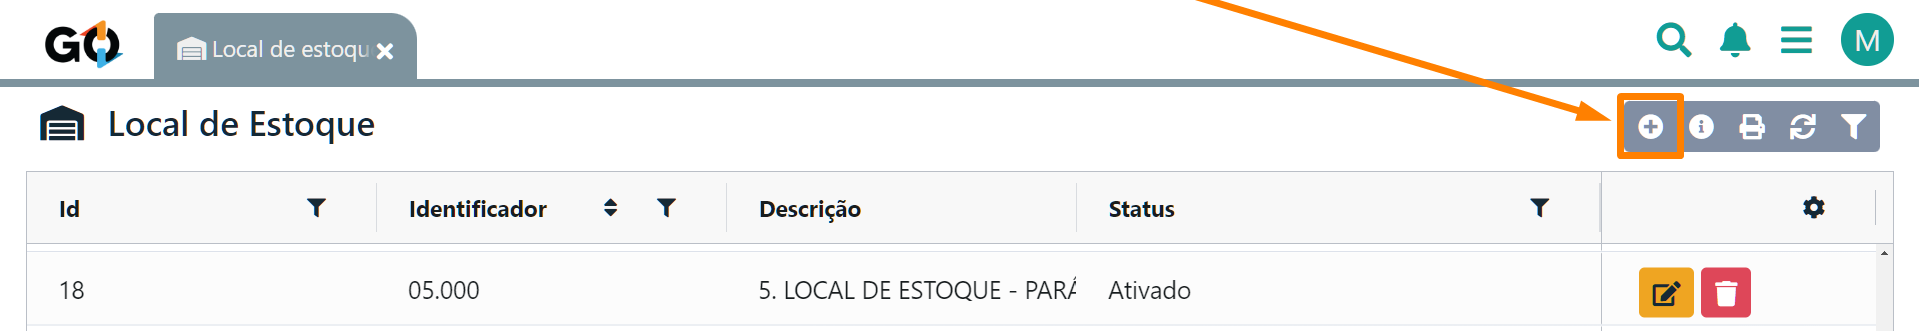 GO
Local de estoqu
M
Local de Estoque
Id Identificador Descrição Status
18 05.000 5. LOCAL DE ESTOQUE - PARÁ Ativado